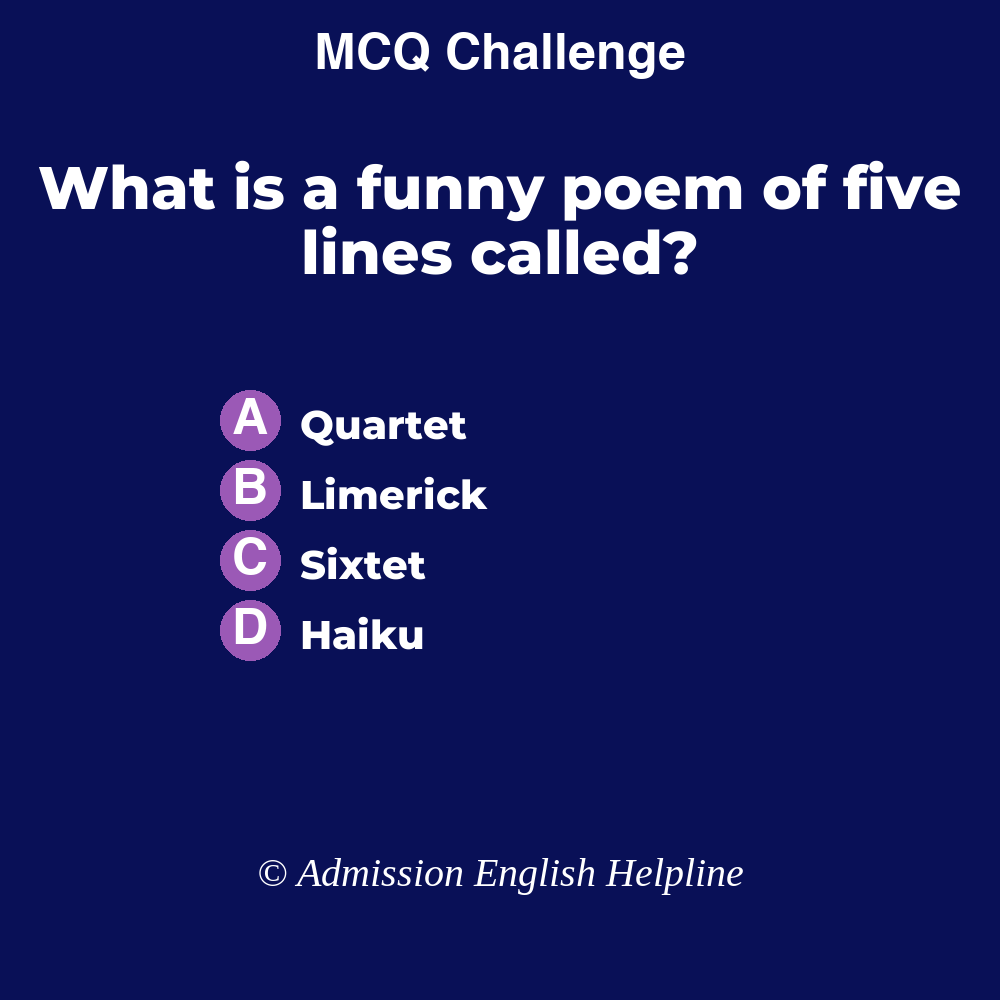 MCQ Challenge
What is a funny poem of five
lines called?
A Quartet
B Limerick
C Sixtet
D Haiku
© Admission English Helpline